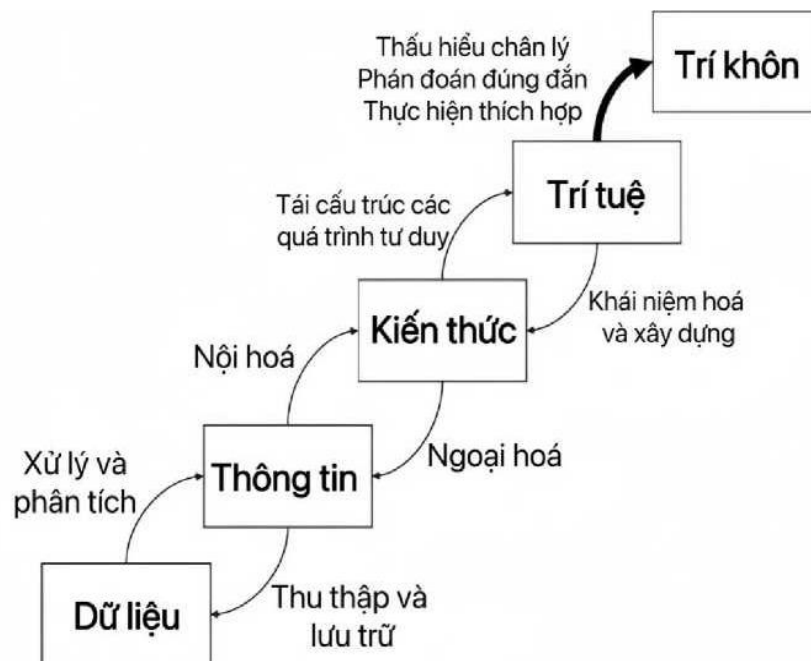 Thấu hiểu chân lý
Phán đoán đúng đắn
Thực hiện thích hợp
Trí khôn
Tái cấu trúc các
quá trình tư duy
Trí tuệ
Khái niệm hoá
và xây dựng
Kiến thức
Nội hoá
Ngoại hoá
Thông tin
Xử lý và
phân tích
Thu thập và
lưu trữ
Dữ liệu